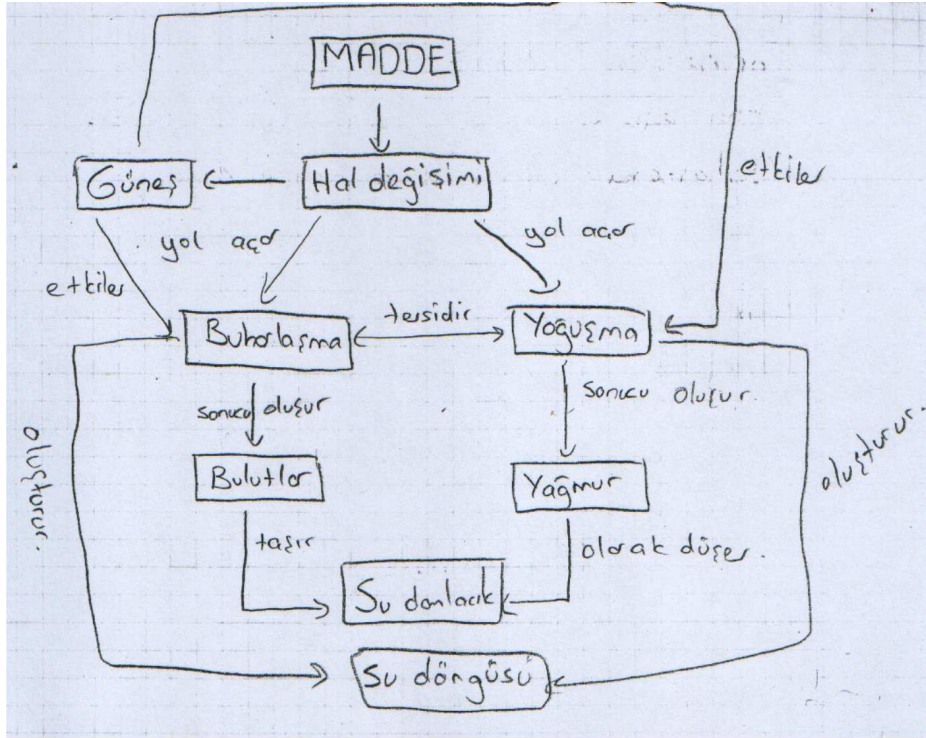 MADDE
Güneş
Hal değişimi
etkiler
yol açar
yol açar
etkiler
Buharlaşma
tersidir
Yoğuşma
sonucu oluşur
sonucu oluşur.
oluşturur.
oluşturur.
Bulutlar
Yağmur
taşır
olarak düşer.
Su damlacık
Su döngüsü